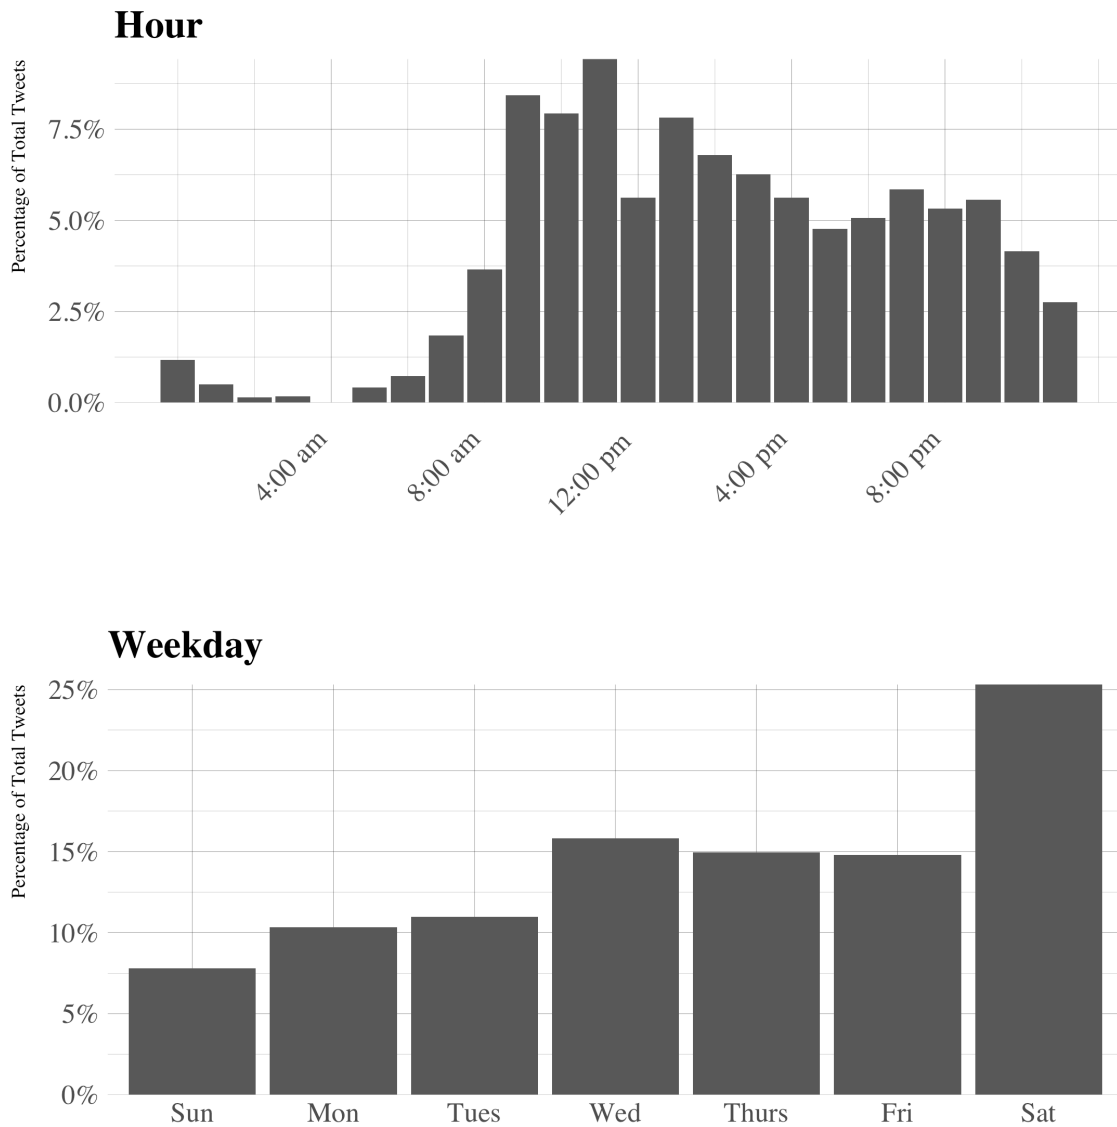 Hour
Percentage of Total Tweets
7.5%
5.0%
2.5%
0.0%
4:00 am
8:00 am
12:00 pm
4:00 pm
8:00 pm
Weekday
Percentage of Total Tweets
25%
20%
15%
10%
5%
0%
Sun
Mon
Tues
Wed
Thurs
Fri
Sat